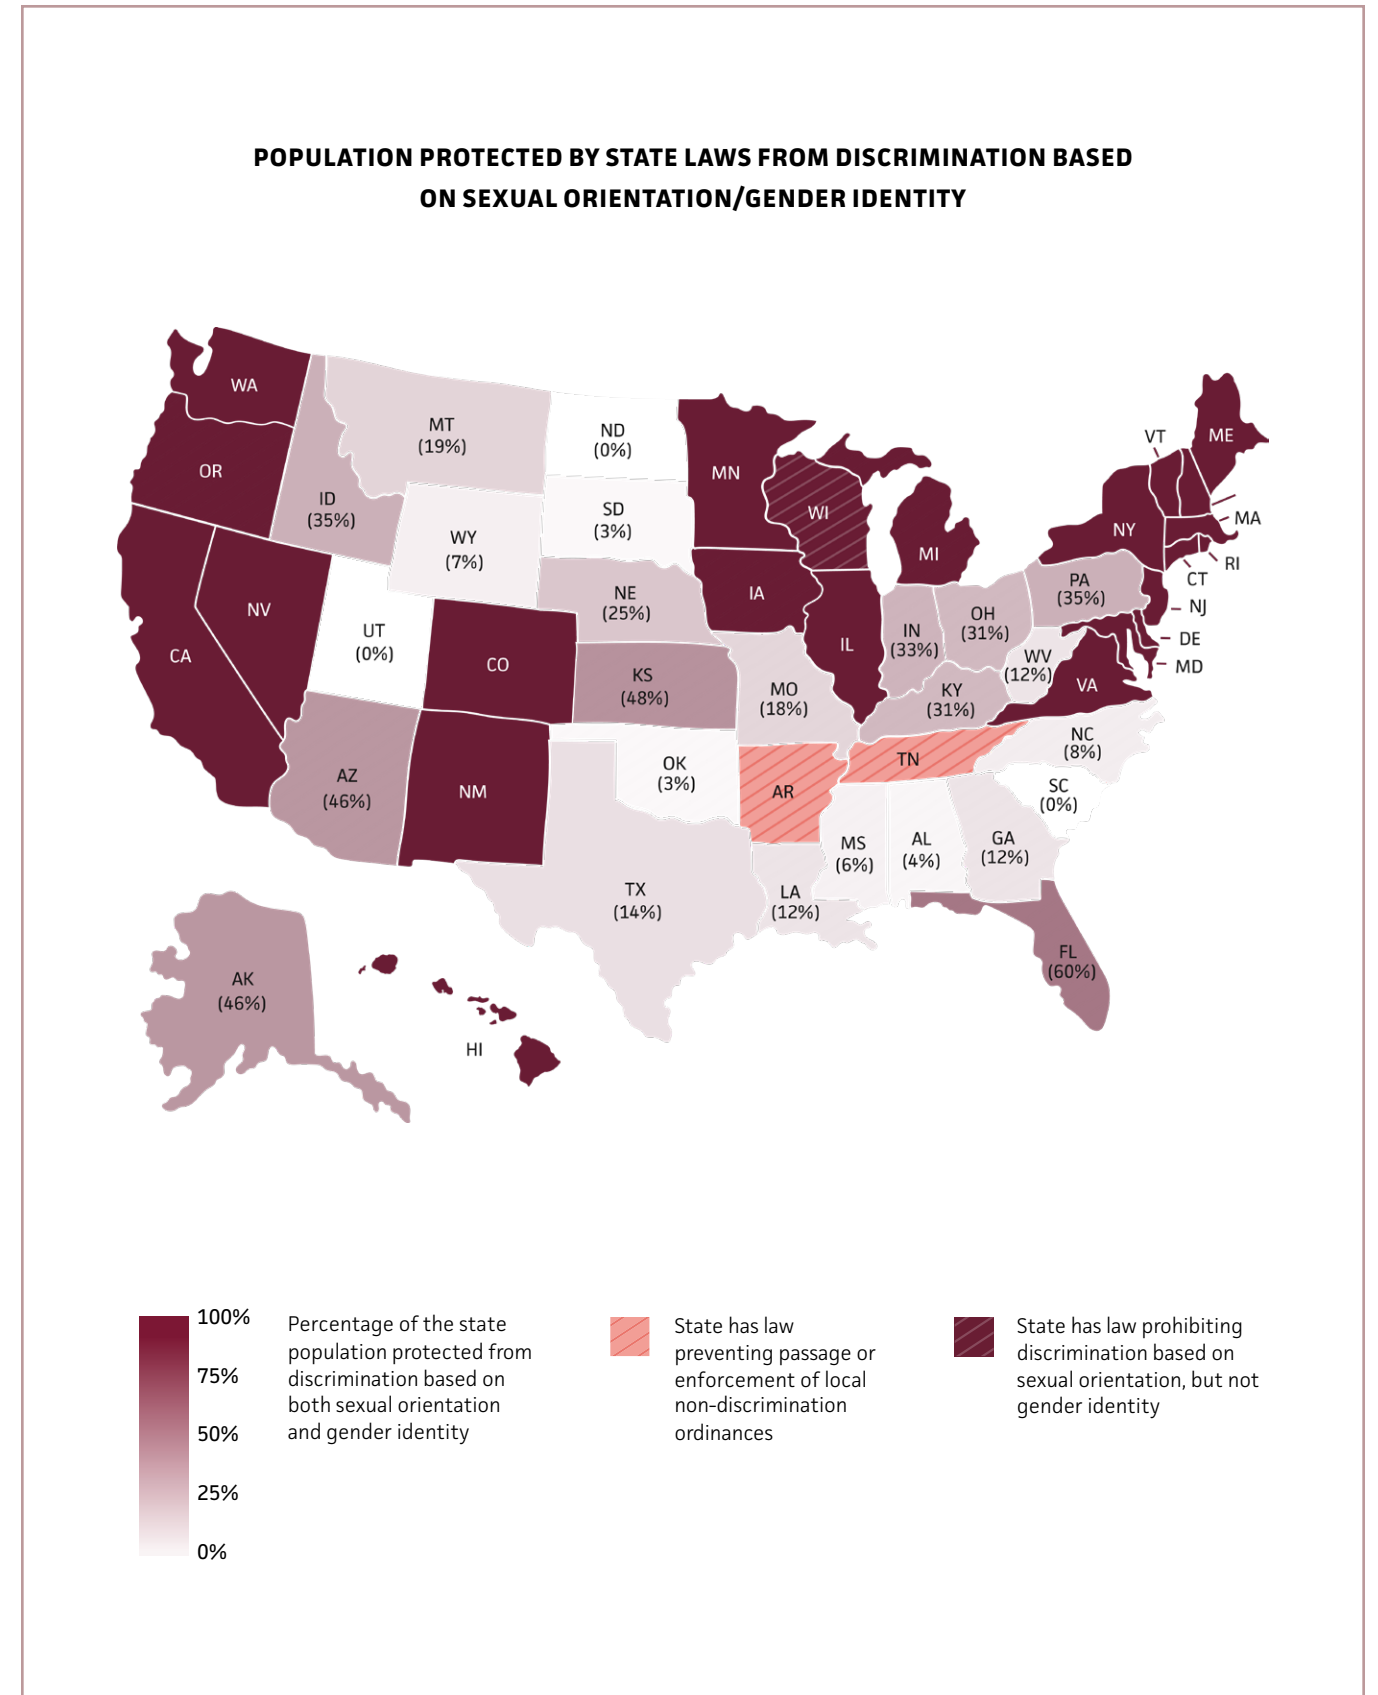 POPULATION PROTECTED BY STATE LAWS FROM DISCRIMINATION BASED
ON SEXUAL ORIENTATION/GENDER IDENTITY
WA
OR
CA
NV
ID
(35%)
MT
(19%)
WY
(7%)
UT
(0%)
AZ
(46%)
CO
NM
ND
(0%)
SD
(3%)
NE
(25%)
KS
(48%)
OK
(3%)
TX
(14%)
MN
IA
MO
(18%)
AR
LA
(12%)
WI
IL
MI
IN
(33%)
OH
(31%)
KY
(31%)
TN
MS
(6%)
AL
(4%)
GA
(12%)
FL
(60%)
SC
(0%)
NC
(8%)
VA
WV
(12%)
PA
(35%)
NY
VT
ME
MA
RI
CT
NJ
DE
MD
AK
(46%)
HI
100%
75%
50%
25%
0%
Percentage of the state
population protected from
discrimination based on
both sexual orientation
and gender identity
State has law
preventing passage or
enforcement of local
non-discrimination
ordinances
State has law prohibiting
discrimination based on
sexual orientation, but not
gender identity